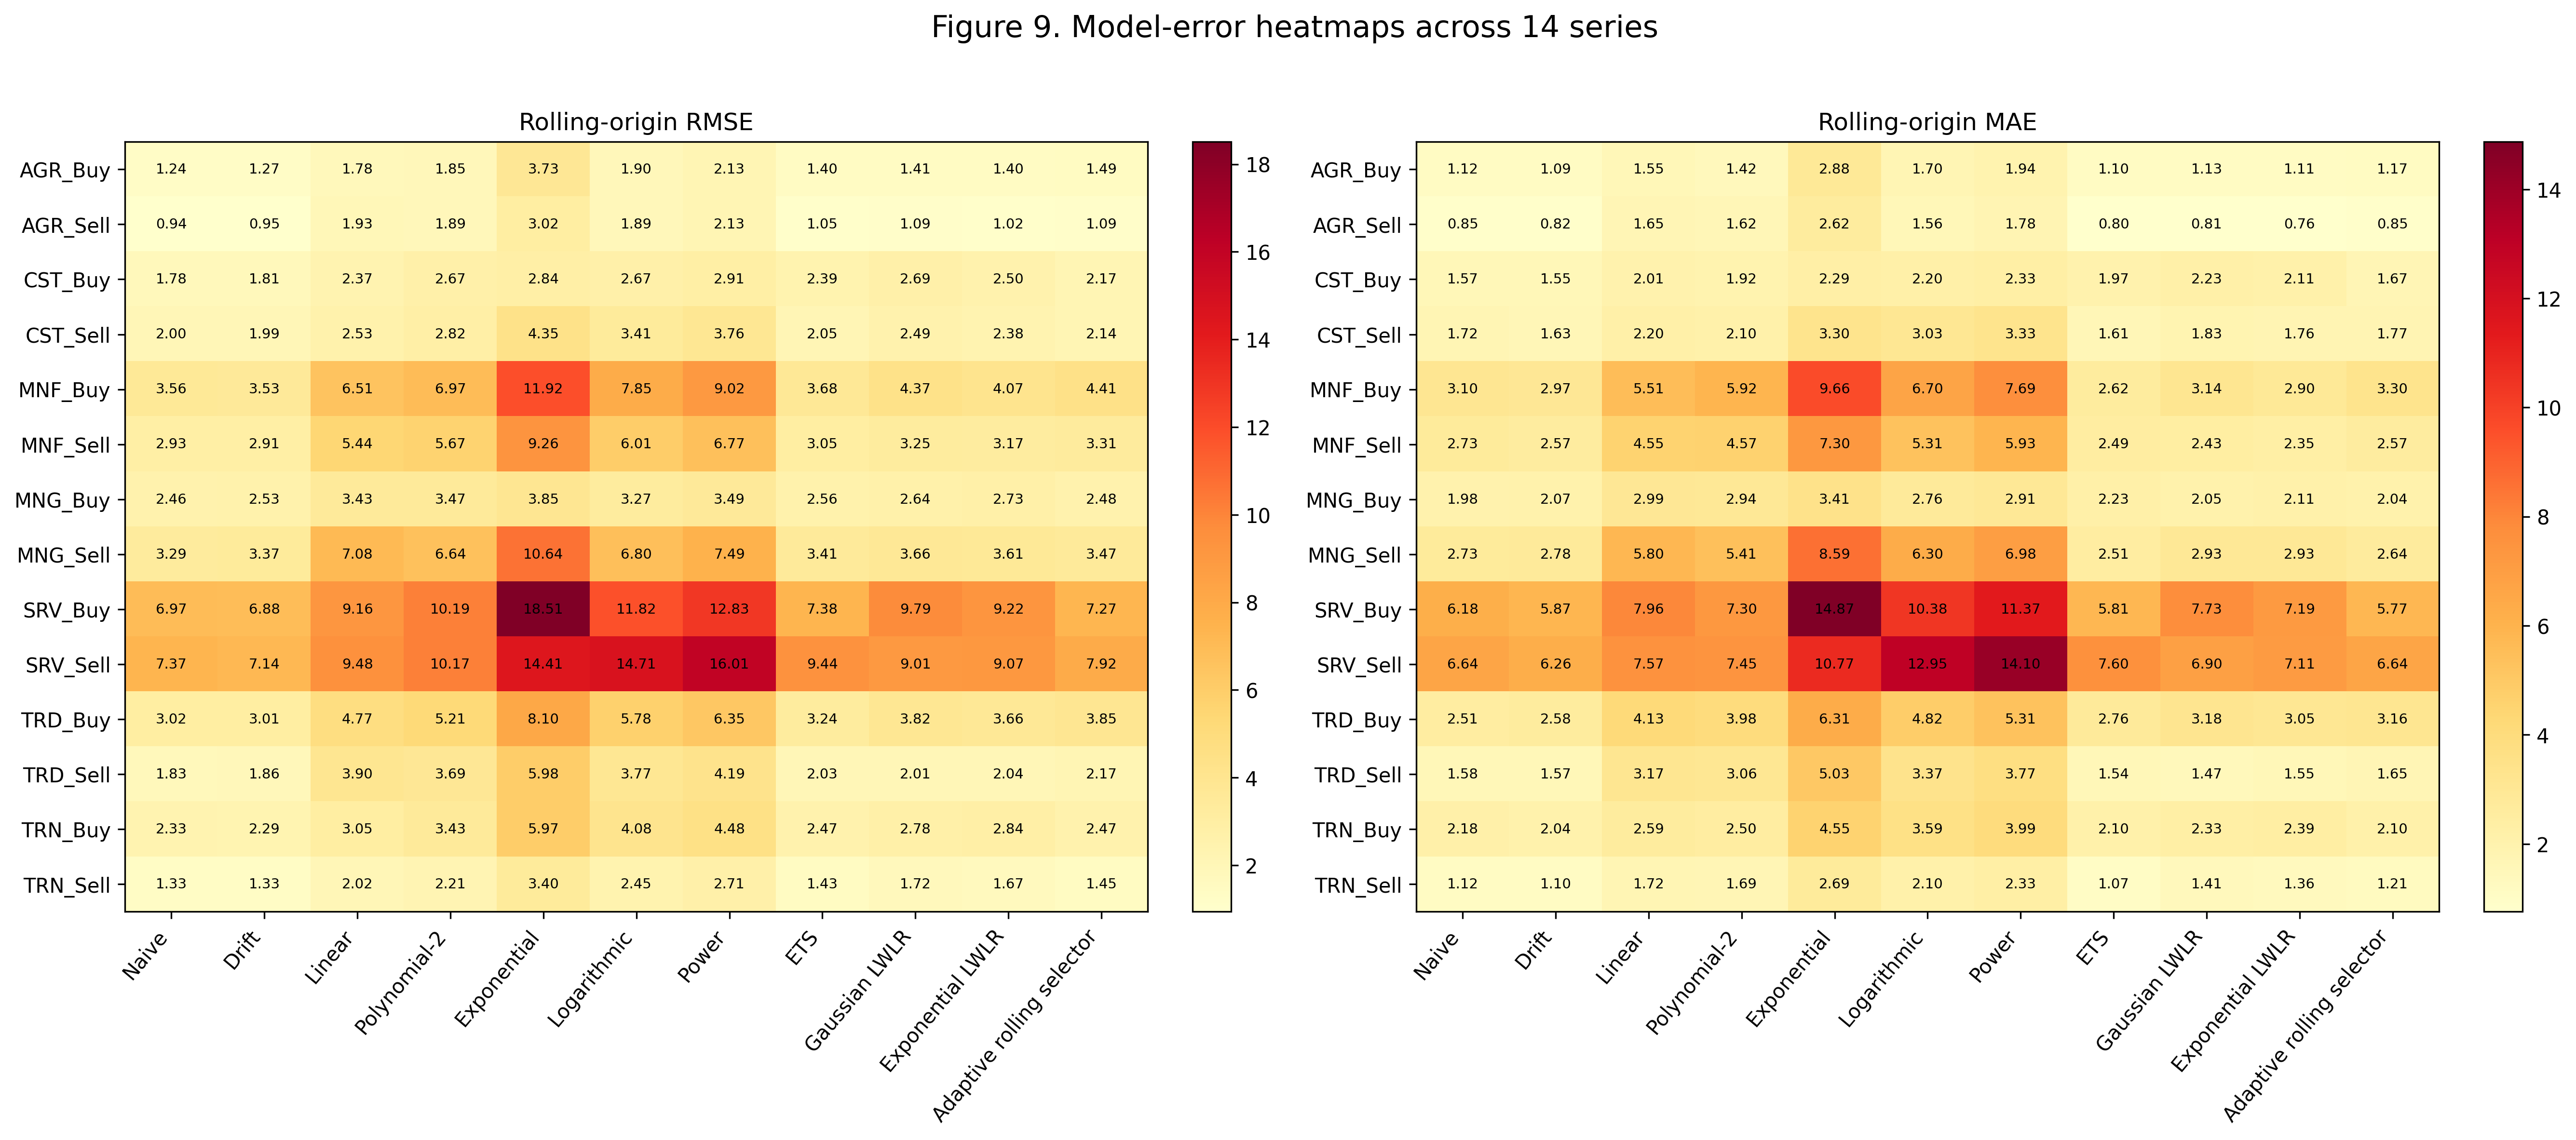 Figure 9. Model-error heatmaps across 14 series
Rolling-origin RMSE
AGR_Buy 1.24 1.27 1.78 1.85 3.73 1.90 2.13 1.40 1.41 1.40 1.49
AGR_Sell 0.94 0.95 1.93 1.89 3.02 1.89 2.13 1.05 1.09 1.02 1.09
CST_Buy 1.78 1.81 2.37 2.67 2.84 2.67 2.91 2.39 2.69 2.50 2.17
CST_Sell 2.00 1.99 2.53 2.82 4.35 3.41 3.76 2.05 2.49 2.38 2.14
MNF_Buy 3.56 3.53 6.51 6.97 11.92 7.85 9.02 3.68 4.37 4.07 4.41
MNF_Sell 2.93 2.91 5.44 5.67 9.26 6.01 6.77 3.05 3.25 3.17 3.31
MNG_Buy 2.46 2.53 3.43 3.47 3.85 3.27 3.49 2.56 2.64 2.73 2.48
MNG_Sell 3.29 3.37 7.08 6.64 10.64 6.80 7.49 3.41 3.66 3.61 3.47
SRV_Buy 6.97 6.88 9.16 10.19 18.51 11.82 12.83 7.38 9.79 9.22 7.27
SRV_Sell 7.37 7.14 9.48 10.17 14.41 14.71 16.01 9.44 9.01 9.07 7.92
TRD_Buy 3.02 3.01 4.77 5.21 8.10 5.78 6.35 3.24 3.82 3.66 3.85
TRD_Sell 1.83 1.86 3.90 3.69 5.98 3.77 4.19 2.03 2.01 2.04 2.17
TRN_Buy 2.33 2.29 3.05 3.43 5.97 4.08 4.48 2.47 2.78 2.84 2.47
TRN_Sell 1.33 1.33 2.02 2.21 3.40 2.45 2.71 1.43 1.72 1.67 1.45
Naive Drift Linear Polynomial-2 Exponential Logarithmic Power ETS Gaussian LWLR Exponential LWLR Adaptive rolling selector
18
16
14
12
10
8
6
4
2
Rolling-origin MAE
AGR_Buy 1.12 1.09 1.55 1.42 2.88 1.70 1.94 1.10 1.13 1.11 1.17
AGR_Sell 0.85 0.82 1.65 1.62 2.62 1.56 1.78 0.80 0.81 0.76 0.85
CST_Buy 1.57 1.55 2.01 1.92 2.29 2.20 2.33 1.97 2.23 2.11 1.67
CST_Sell 1.72 1.63 2.20 2.10 3.30 3.03 3.33 1.61 1.83 1.76 1.77
MNF_Buy 3.10 2.97 5.51 5.92 9.66 6.70 7.69 2.62 3.14 2.90 3.30
MNF_Sell 2.73 2.57 4.55 4.57 7.30 5.31 5.93 2.49 2.43 2.35 2.57
MNG_Buy 1.98 2.07 2.99 2.94 3.41 2.76 2.91 2.23 2.05 2.11 2.04
MNG_Sell 2.73 2.78 5.80 5.41 8.59 6.30 6.98 2.51 2.93 2.93 2.64
SRV_Buy 6.18 5.87 7.96 7.30 14.87 10.38 11.37 5.81 7.73 7.19 5.77
SRV_Sell 6.64 6.26 7.57 7.45 10.77 12.95 14.10 7.60 6.90 7.11 6.64
TRD_Buy 2.51 2.58 4.13 3.98 6.31 4.82 5.31 2.76 3.18 3.05 3.16
TRD_Sell 1.58 1.57 3.17 3.06 5.03 3.37 3.77 1.54 1.47 1.55 1.65
TRN_Buy 2.18 2.04 2.59 2.50 4.55 3.59 3.99 2.10 2.33 2.39 2.10
TRN_Sell 1.12 1.10 1.72 1.69 2.69 2.10 2.33 1.07 1.41 1.36 1.21
Naive Drift Linear Polynomial-2 Exponential Logarithmic Power ETS Gaussian LWLR Exponential LWLR Adaptive rolling selector
14
12
10
8
6
4
2